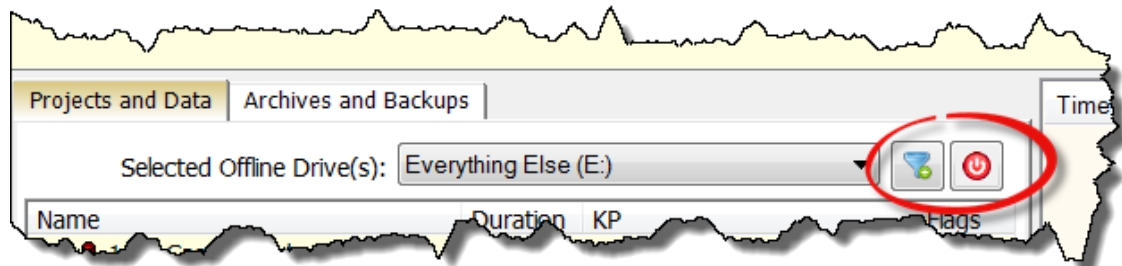 Projects and Data Archives and Backups Time
Selected Offline Drive(s): Everything Else (E:)
Name Duration KP Flags